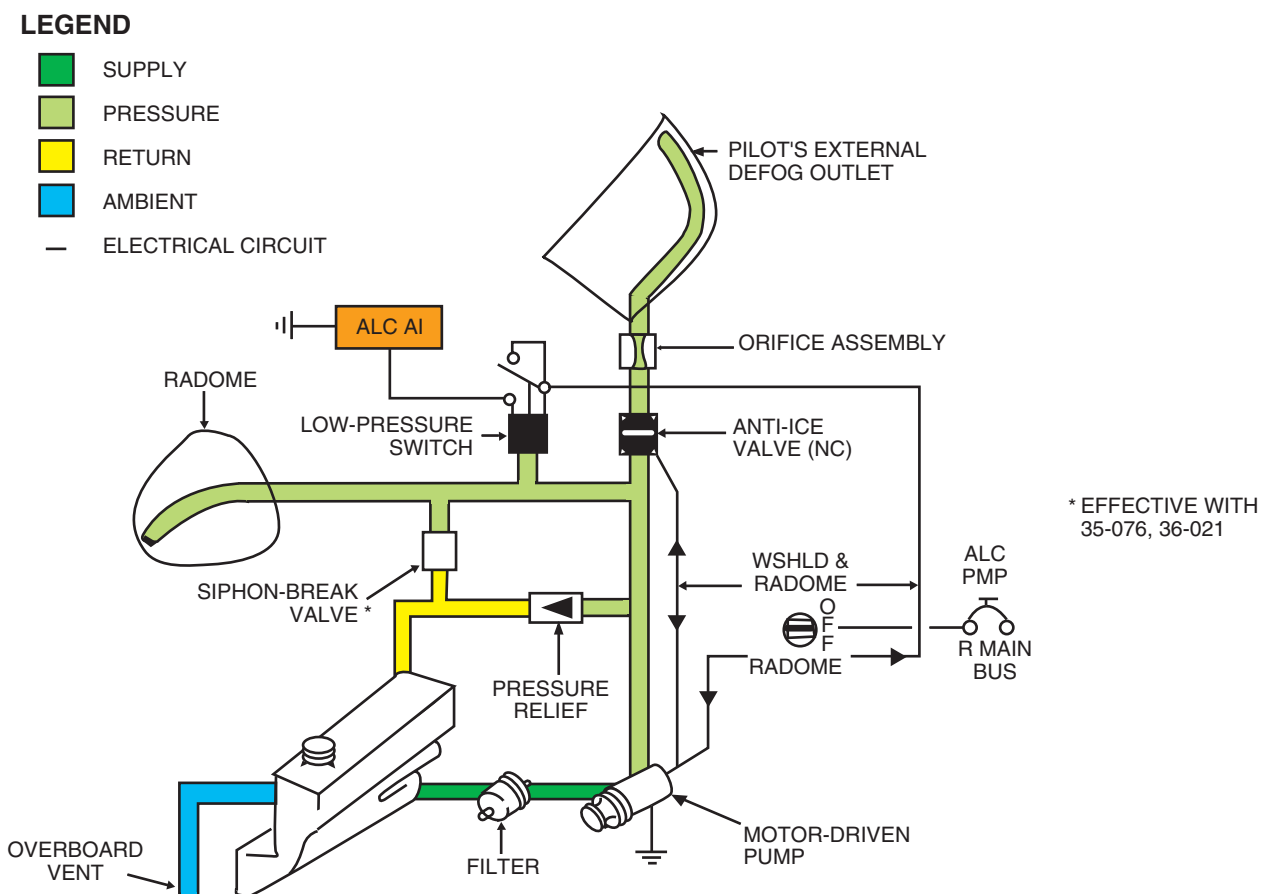 LEGEND
SUPPLY
PRESSURE
RETURN
AMBIENT
ELECTRICAL CIRCUIT
PILOT'S EXTERNAL
DEFOG OUTLET
ALC AI
ORIFICE ASSEMBLY
RADOME
LOW-PRESSURE
SWITCH
ANTI-ICE
VALVE (NC)
* EFFECTIVE WITH
35-076, 36-021
WSHLD &
RADOME
ALC
PMP
SIPHON-BREAK
VALVE *
O
F
F
R MAIN
BUS
RADOME
PRESSURE
RELIEF
MOTOR-DRIVEN
PUMP
FILTER
OVERBOARD
VENT